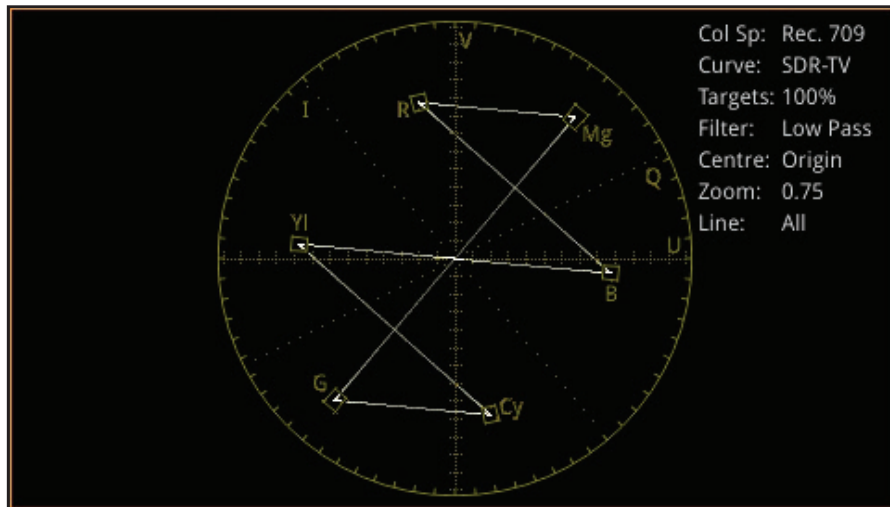 Col Sp: Rec. 709
Curve: SDR-TV
Targets: 100%
Filter: Low Pass
Centre: Origin
Zoom: 0.75
Line: All
V
I
R
Mg
Q
Yl
U
B
G
Cy